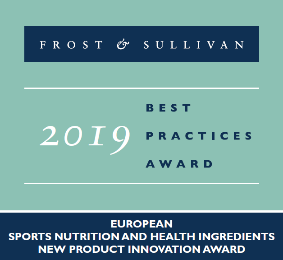 FROST & SULLIVAN
BEST
2019 PRACTICES
AWARD
EUROPEAN
SPORTS NUTRITION AND HEALTH INGREDIENTS
NEW PRODUCT INNOVATION AWARD